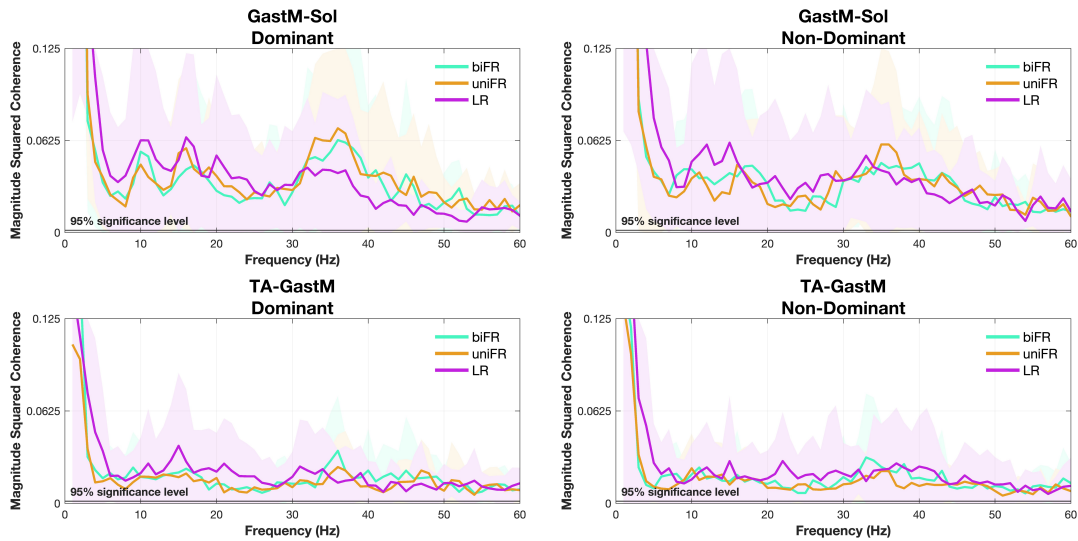 GastM-Sol
Dominant
Magnitude Squared Coherence
0.125
0.0625
0
biFR
uniFR
LR
95% significance level
0 10 20 30 40 50 60
Frequency (Hz)
GastM-Sol
Non-Dominant
Magnitude Squared Coherence
0.125
0.0625
0
biFR
uniFR
LR
95% significance level
0 10 20 30 40 50 60
Frequency (Hz)
TA-GastM
Dominant
Magnitude Squared Coherence
0.125
0.0625
0
biFR
uniFR
LR
95% significance level
0 10 20 30 40 50 60
Frequency (Hz)
TA-GastM
Non-Dominant
Magnitude Squared Coherence
0.125
0.0625
0
biFR
uniFR
LR
95% significance level
0 10 20 30 40 50 60
Frequency (Hz)